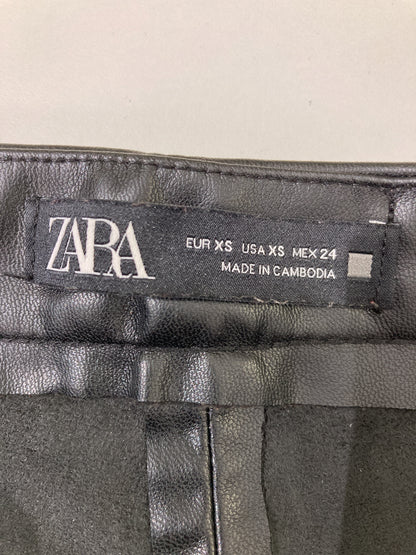 ZARA
EUR XS USA XS MEX 24
MADE IN CAMBODIA